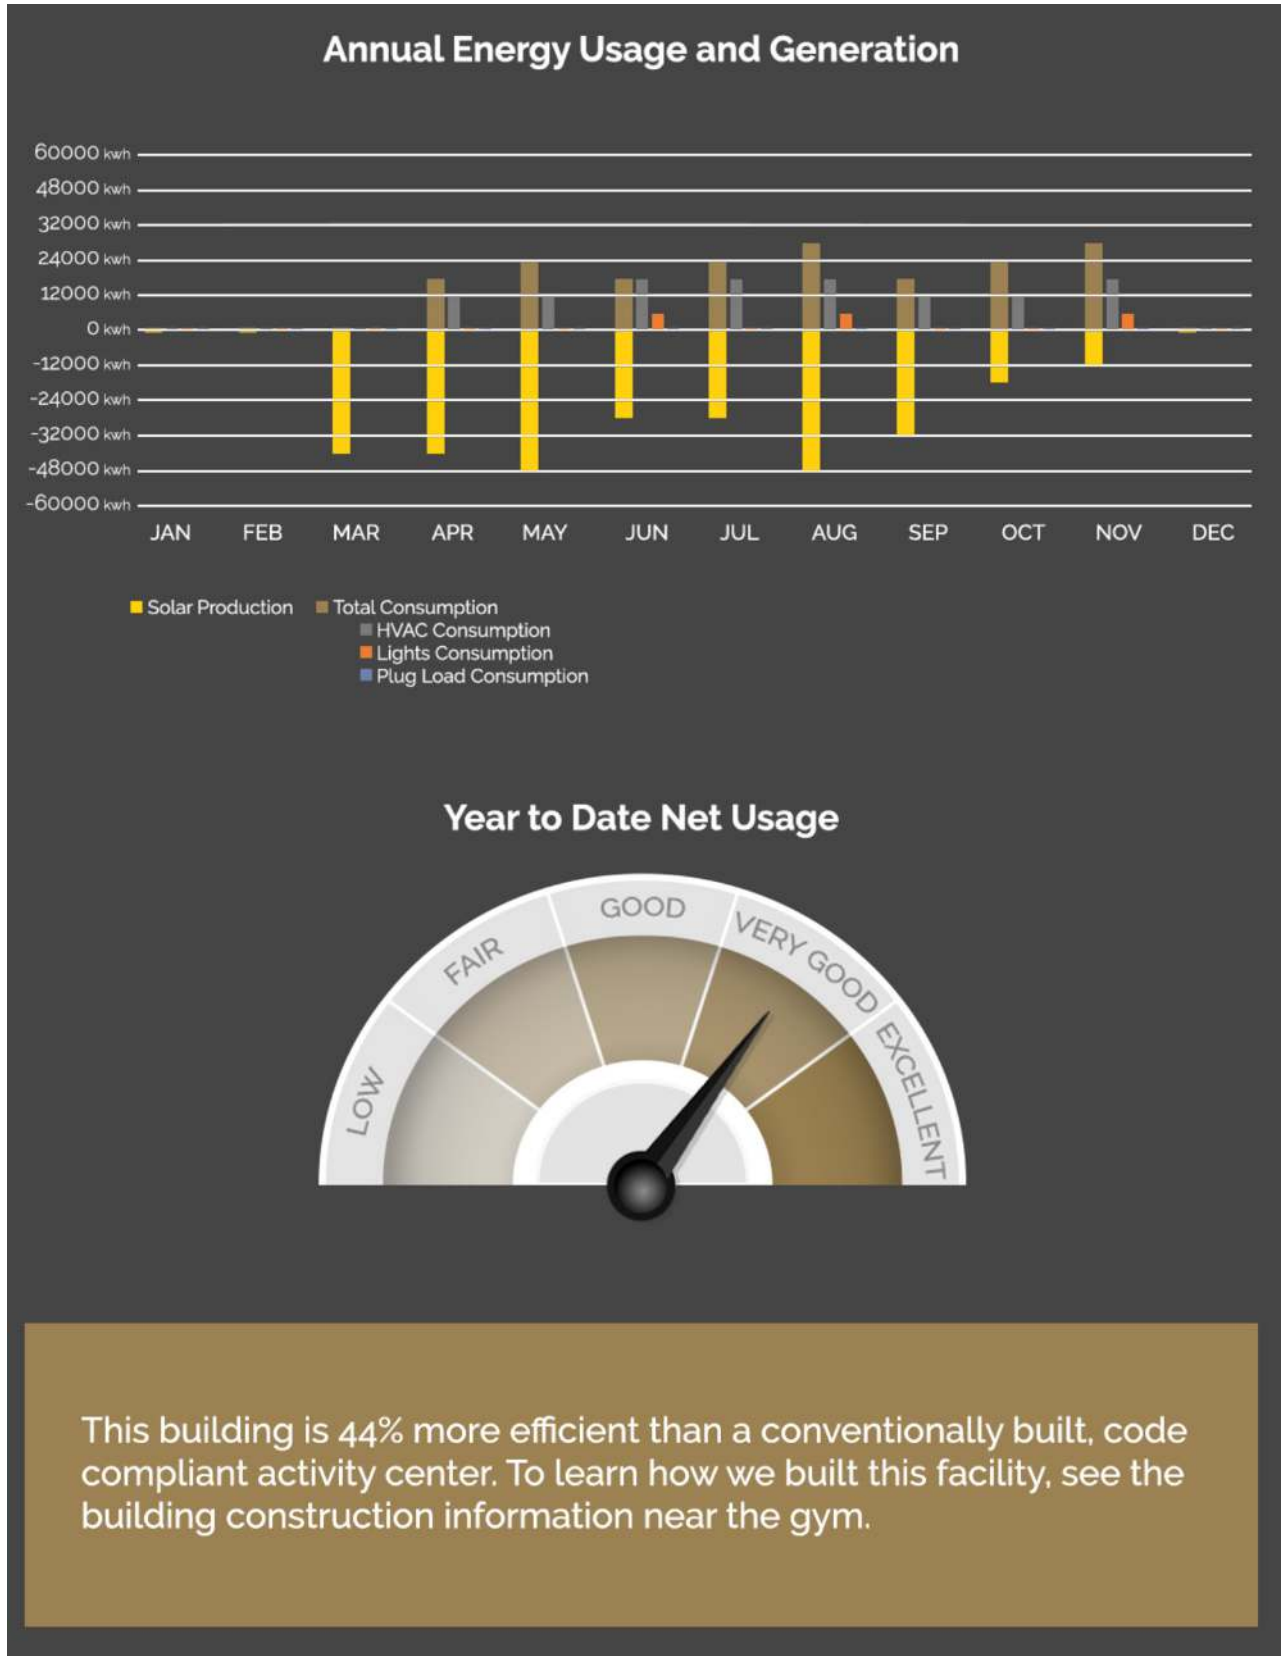 Annual Energy Usage and Generation
60000 kwh
48000 kwh
32000 kwh
24000 kwh
12000 kwh
0 kwh
-12000 kwh
-24000 kwh
-32000 kwh
-48000 kwh
-60000 kwh
JAN FEB MAR APR MAY JUN JUL AUG SEP OCT NOV DEC
Solar Production Total Consumption
HVAC Consumption
Lights Consumption
Plug Load Consumption
Year to Date Net Usage
LOW
FAIR
GOOD
VERY GOOD
EXCELLENT
This building is 44% more efficient than a conventionally built, code
compliant activity center. To learn how we built this facility, see the
building construction information near the gym.